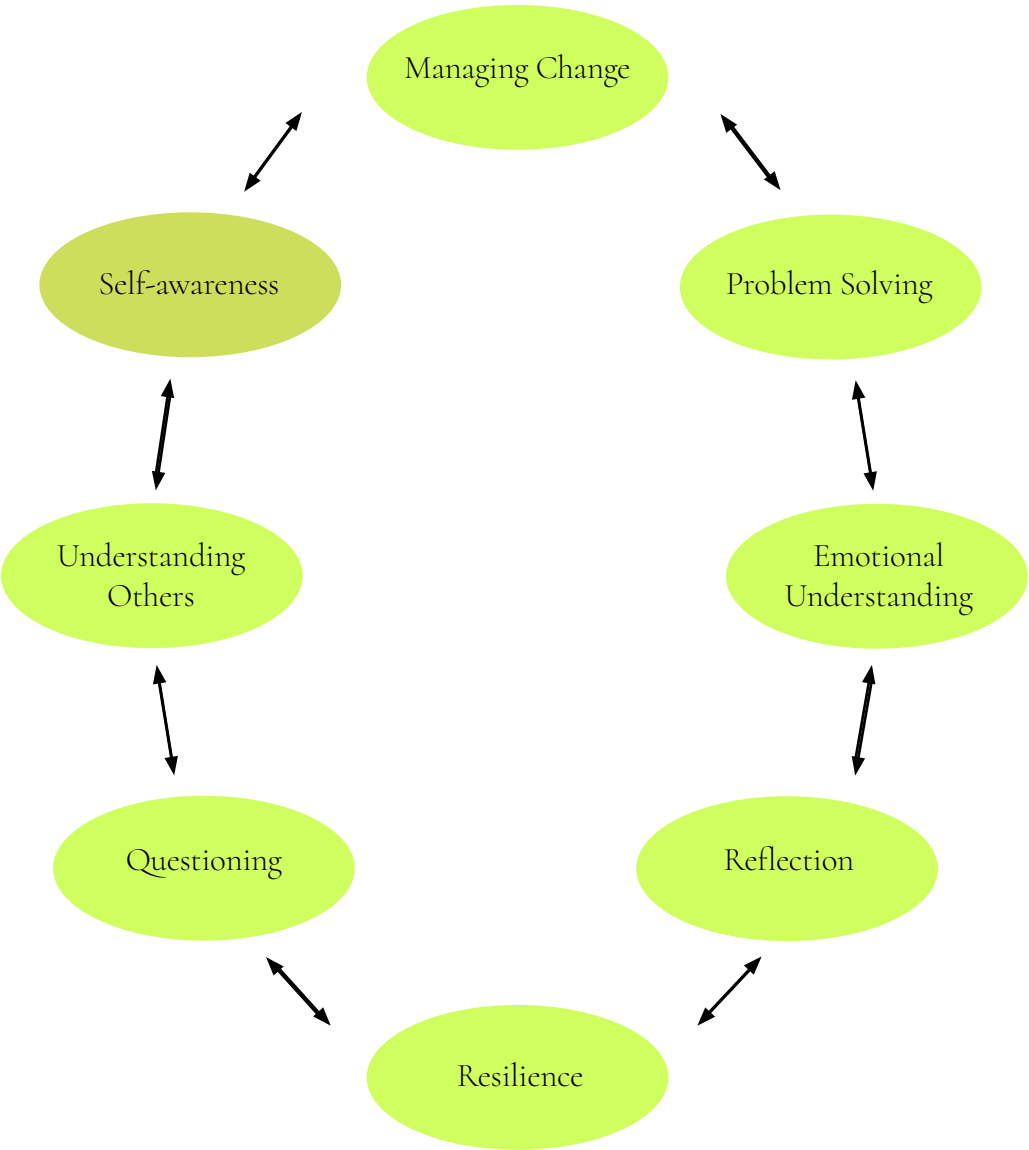 Managing Change
Self-awareness
Problem Solving
Understanding
Others
Emotional
Understanding
Questioning
Reflection
Resilience